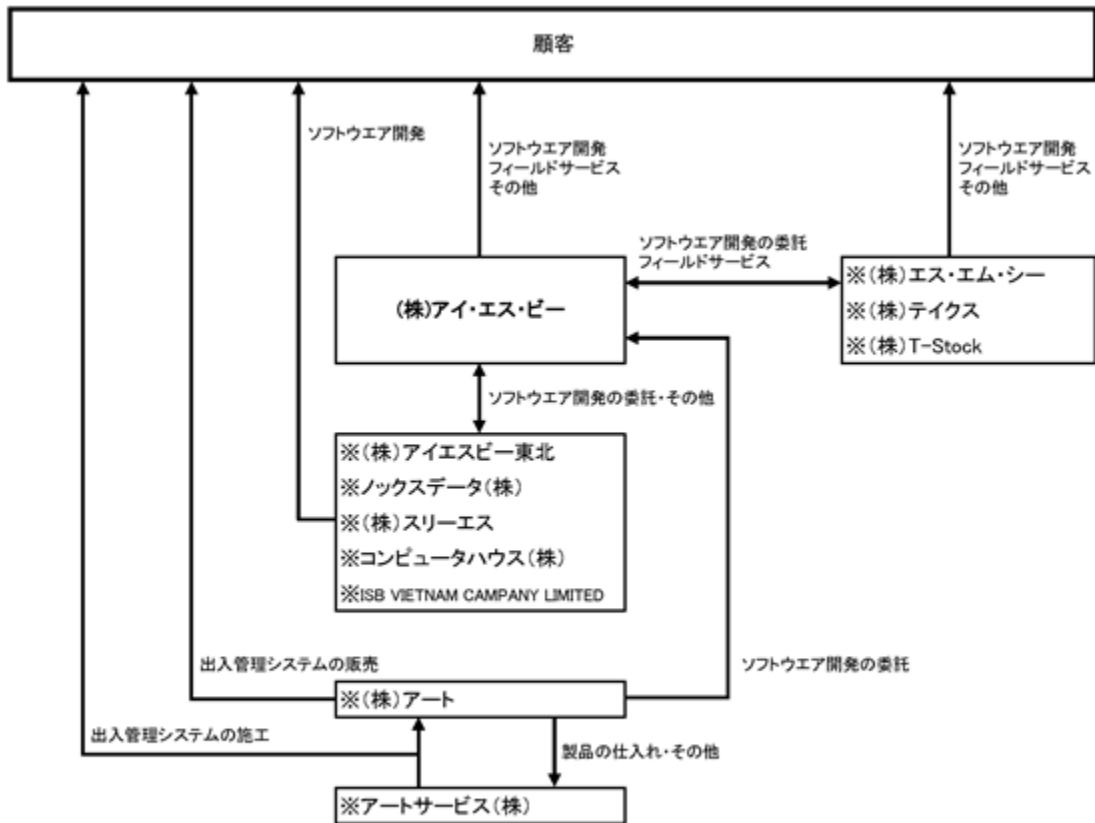 顧客
ソフトウエア開発
ソフトウエア開発
フィールドサービス
その他
ソフトウエア開発
フィールドサービス
その他
ソフトウエア開発の委託
フィールドサービス
(株)アイ・エス・ビー
※(株)エス・エム・シー
※(株)テイクス
※(株)T-Stock
ソフトウエア開発の委託・その他
※(株)アイエスビー東北
※ノックスデータ(株)
※(株)スリーエス
※コンピュータハウス(株)
※ISB VIETNAM CAMPANY LIMITED
出入管理システムの販売
ソフトウエア開発の委託
※(株)アート
出入管理システムの施工
製品の仕入れ・その他
※アートサービス(株)